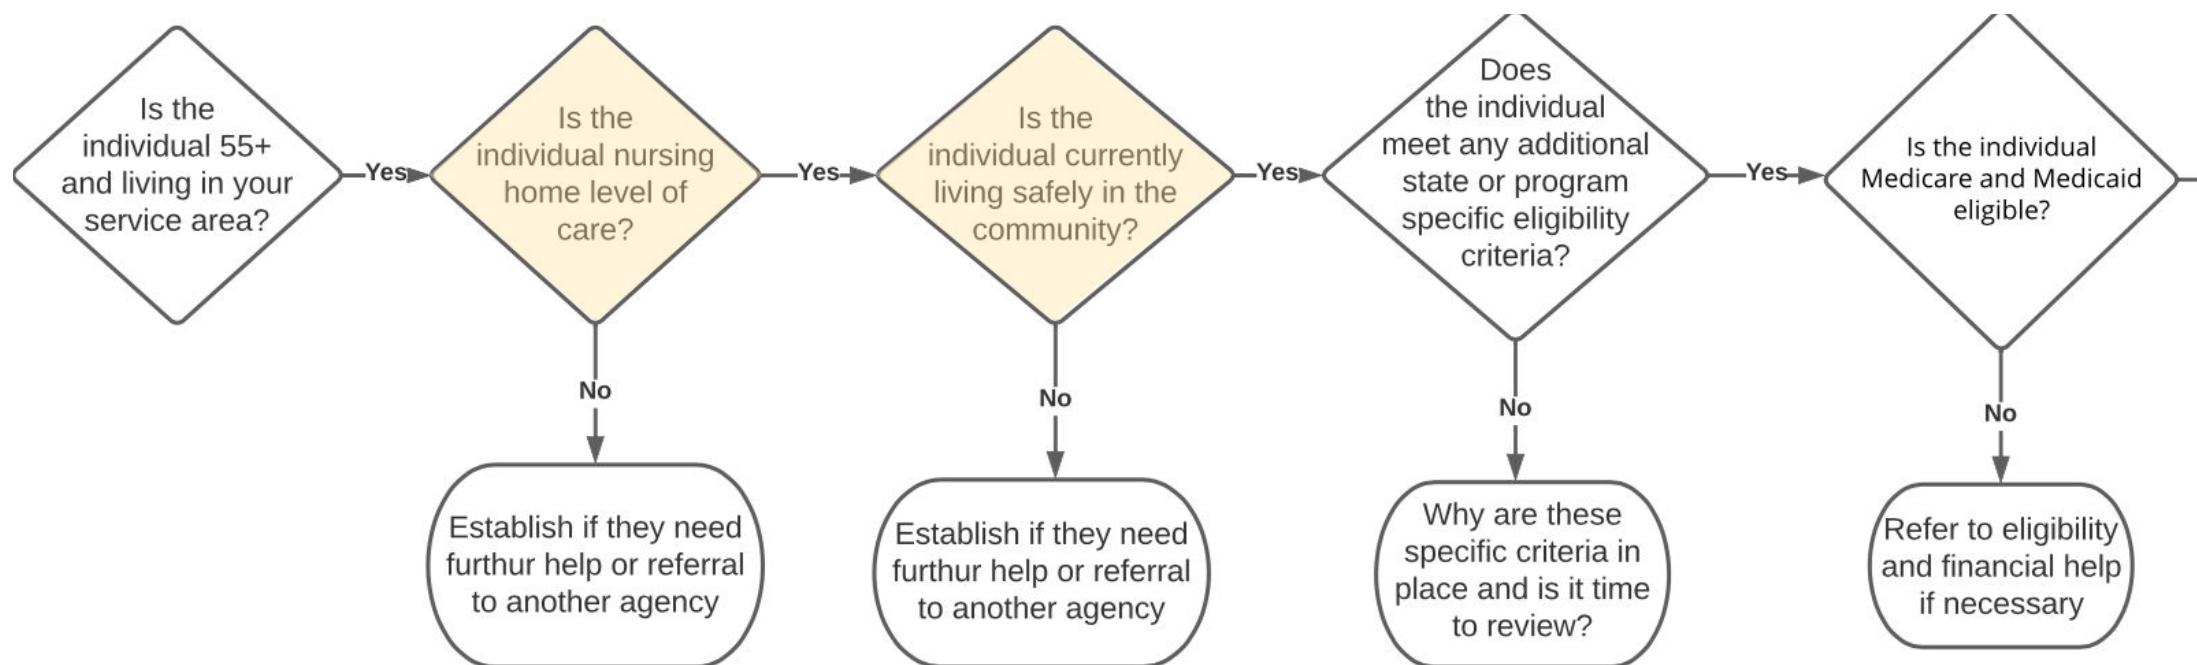 Is the
individual 55+
and living in your
service area?
Yes
Is the
individual nursing
home level of
care?
Yes
Is the
individual currently
living safely in the
community?
Yes
Does
the individual
meet any additional
state or program
specific eligibility
criteria?
Yes
Is the individual
Medicare and Medicaid
eligible?
No
No
No
No
Establish if they need
furthur help or referral
to another agency
Establish if they need
furthur help or referral
to another agency
Why are these
specific criteria in
place and is it time
to review?
Refer to eligibility
and financial help
if necessary